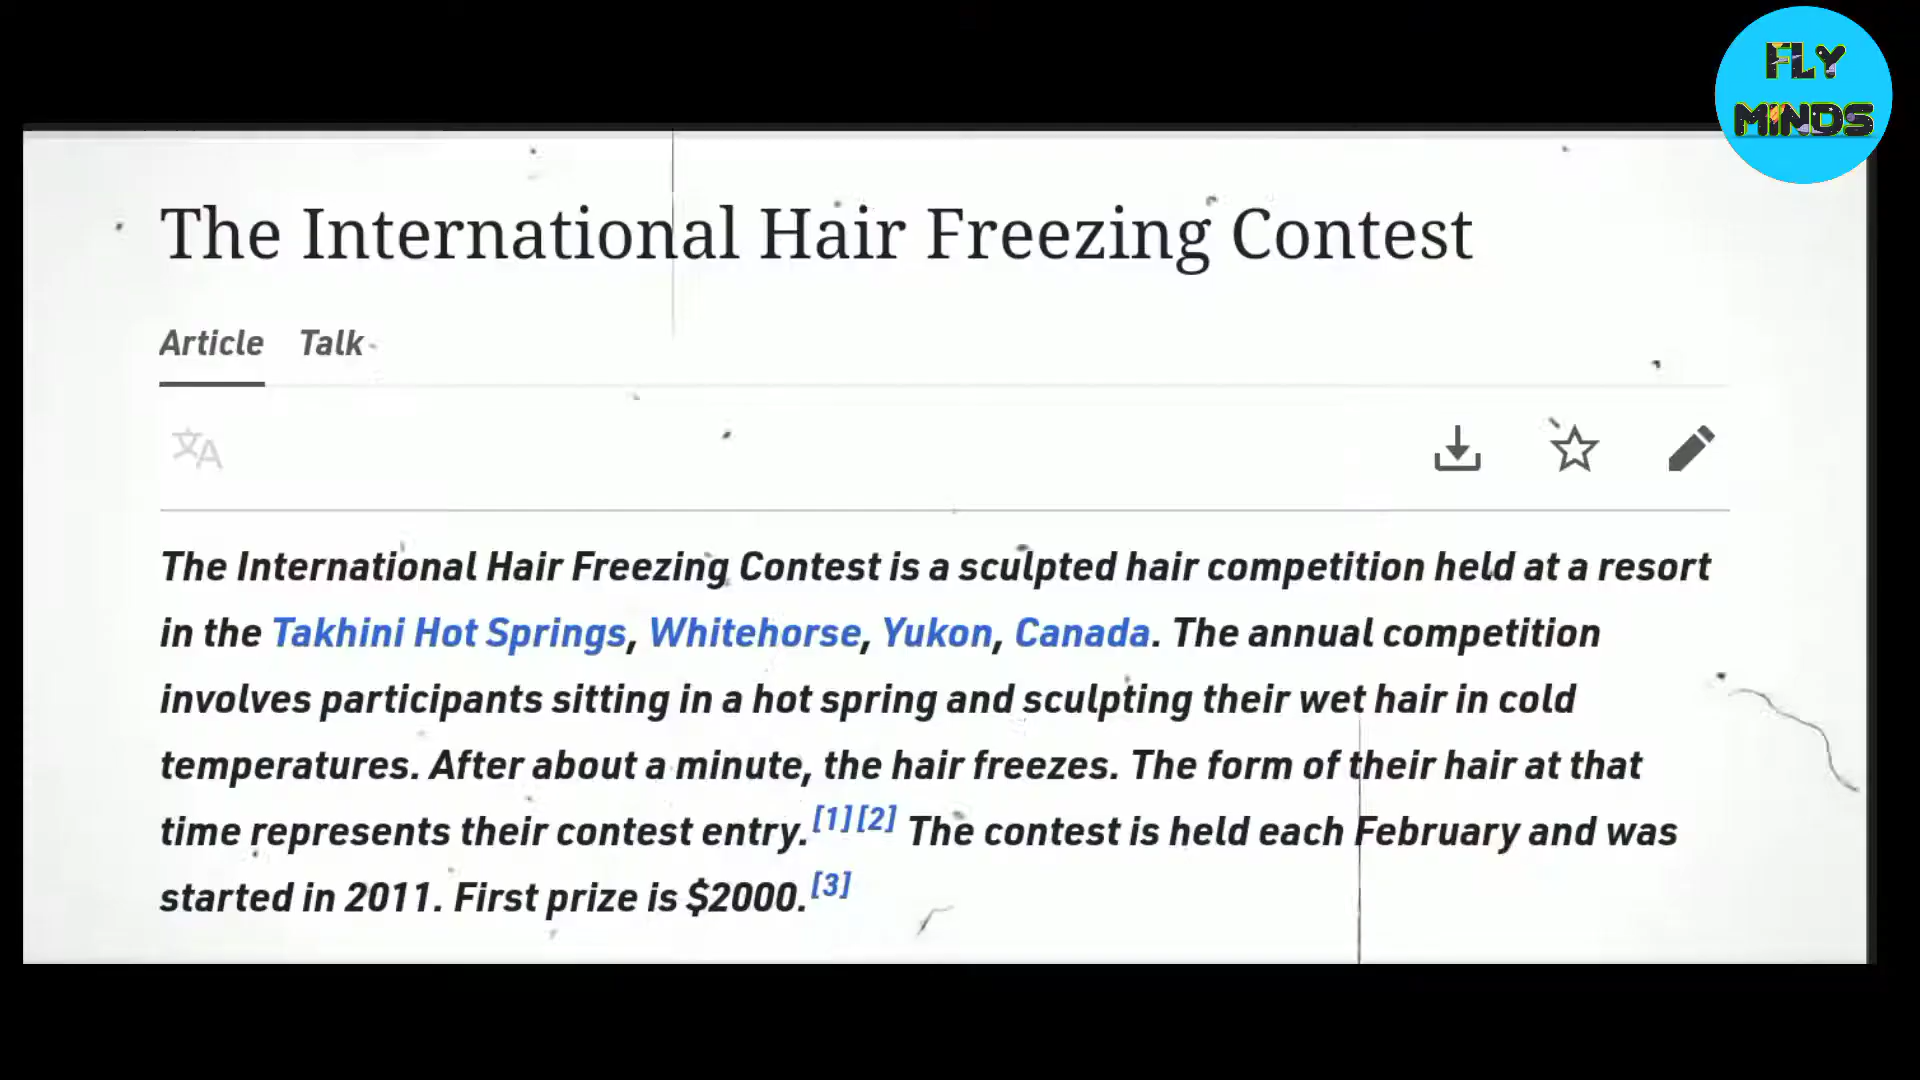 FLY
MINDS
The International Hair Freezing Contest
Article Talk
文A
The International Hair Freezing Contest is a sculpted hair competition held at a resort
in the Takhini Hot Springs, Whitehorse, Yukon, Canada. The annual competition
involves participants sitting in a hot spring and sculpting their wet hair in cold
temperatures. After about a minute, the hair freezes. The form of their hair at that
time represents their contest entry.[1][2] The contest is held each February and was
started in 2011. First prize is $2000.[3]